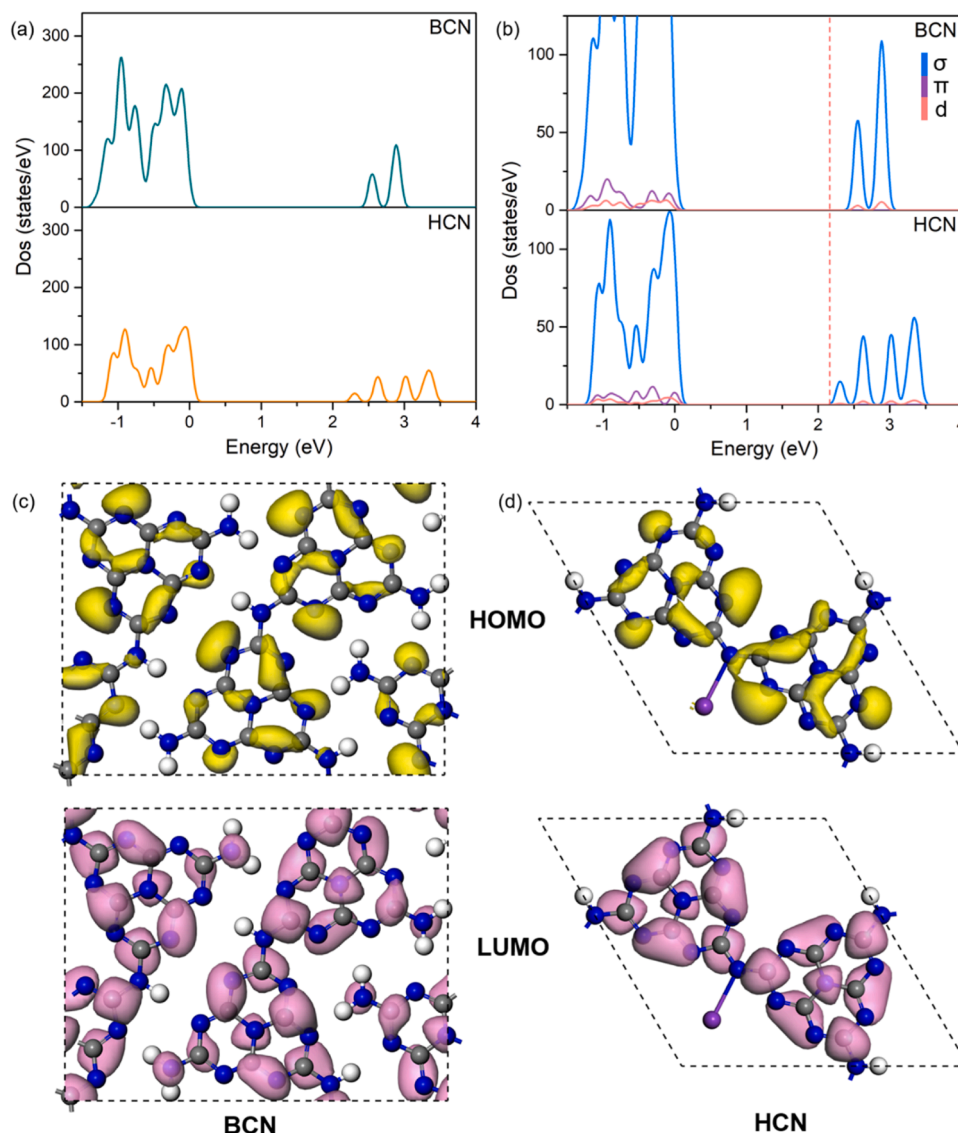 (a)
BCN
300
200
100
0
HCN
300
200
100
0
Dos (states/eV)
-1 0 1 2 3 4
Energy (eV)
(b)
BCN
σ
π
d
100
50
0
HCN
100
50
0
Dos (states/eV)
-1 0 1 2 3 4
Energy (eV)
(c)
(d)
HOMO
LUMO
BCN
HCN